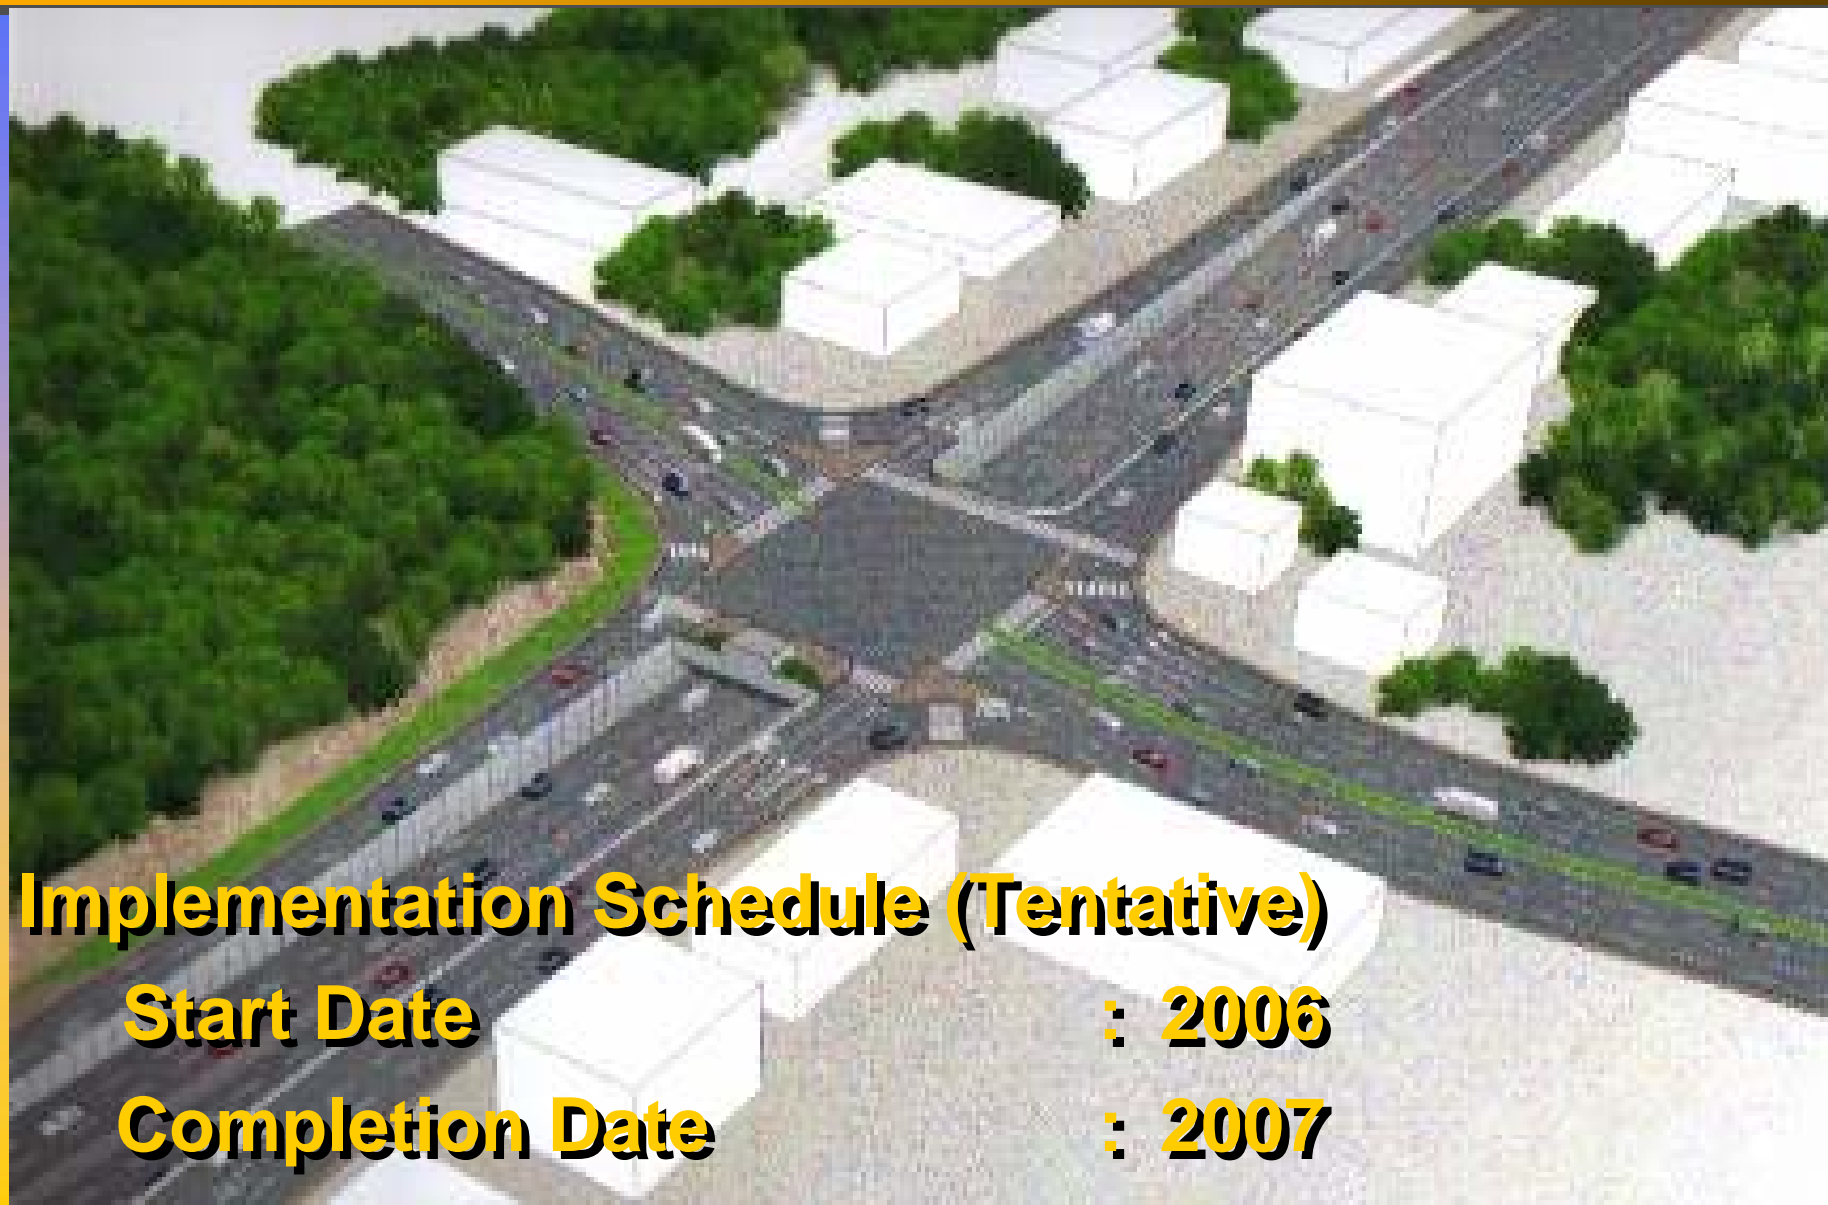 Implementation Schedule (Tentative)
Start Date : 2006
Completion Date : 2007